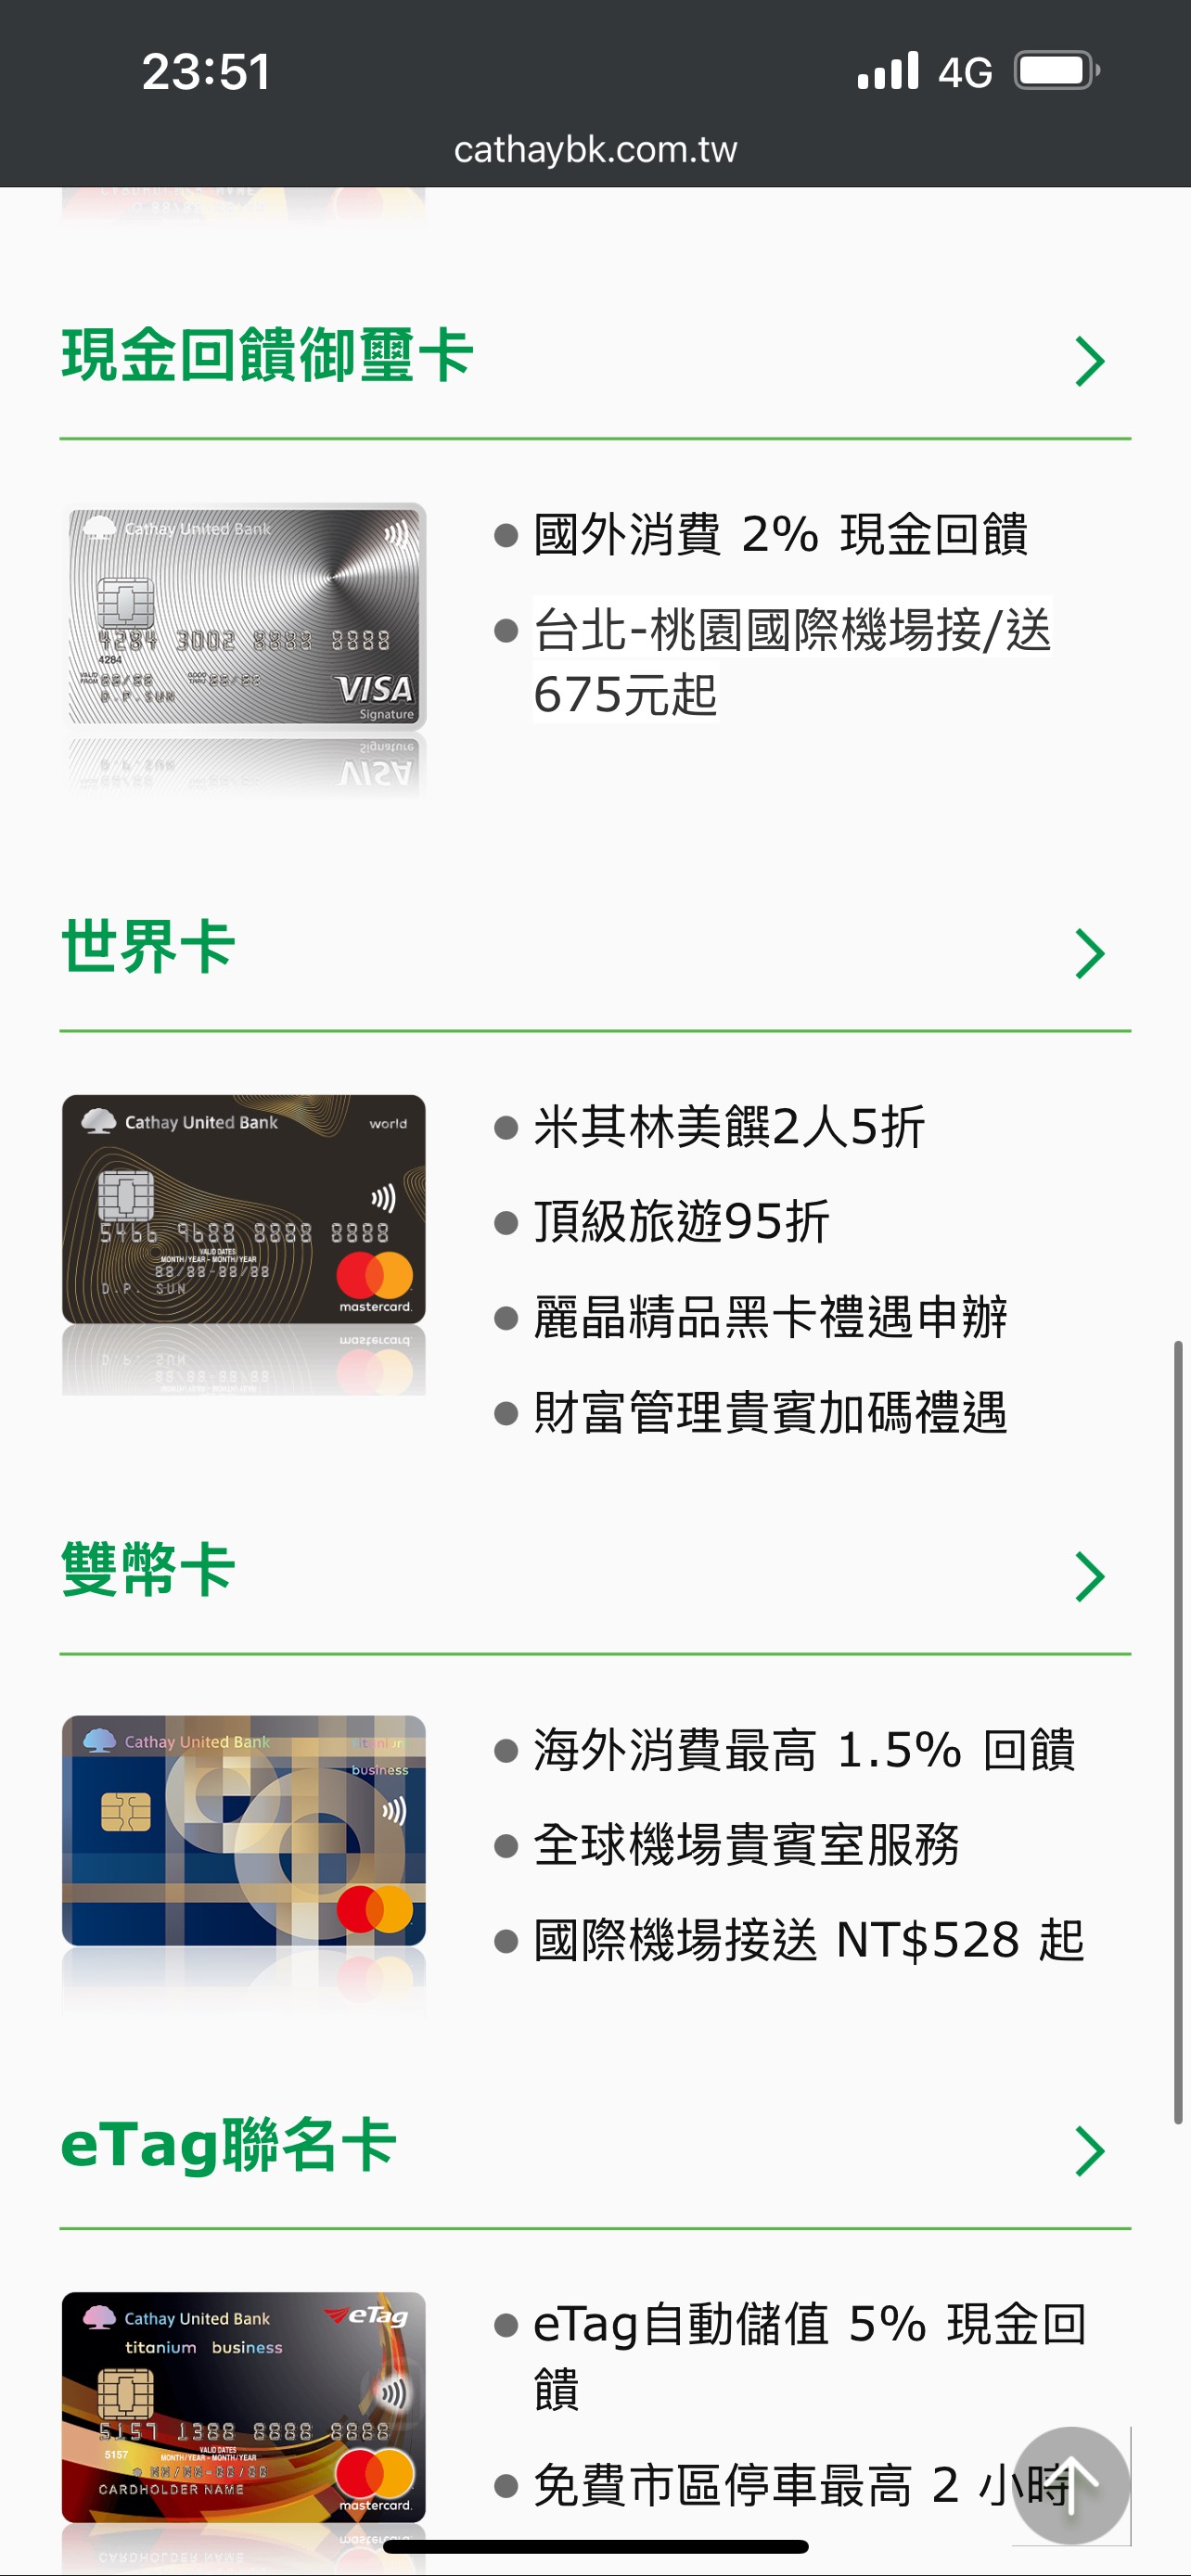 23:51
4G
cathaybk.com.tw
現金回饋御璽卡
Cathay United Bank
4284 3002 8888 8888
4284
VALID FROM 88/88 GOOD THRU 88/88
D.P.SUN
VISA
Signature
國外消費 2% 現金回饋
台北-桃園國際機場接/送
675元起
世界卡
Cathay United Bank
world
5466 9688 8888 8888
VALID DATES
MONTH/YEAR - MONTH/YEAR
88/88-88/88
D.P. SUN
mastercard.
米其林美饌2人5折
頂級旅遊95折
麗晶精品黑卡禮遇申辦
財富管理貴賓加碼禮遇
雙幣卡
Cathay United Bank
titanium
business
海外消費最高 1.5% 回饋
全球機場貴賓室服務
國際機場接送 NT$528 起
eTag聯名卡
Cathay United Bank
eTag
titanium business
5157 1388 8888 8888
5157
VALID DATES
MONTH/YEAR - MONTH/YEAR
CARDHOLDER NAME
mastercard.
eTag自動儲值 5% 現金回
饋
免費市區停車最高 2 小時